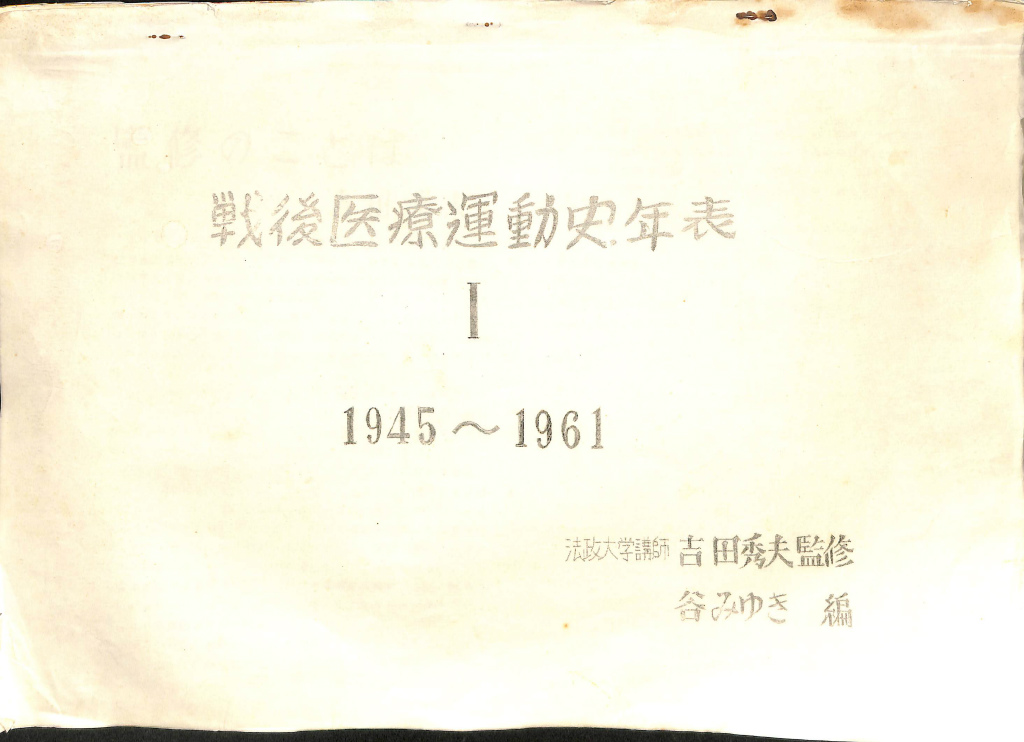 戦後医療運動史年表
I
1945～1961
法政大学講師 吉田秀夫監修
谷みゆき 編